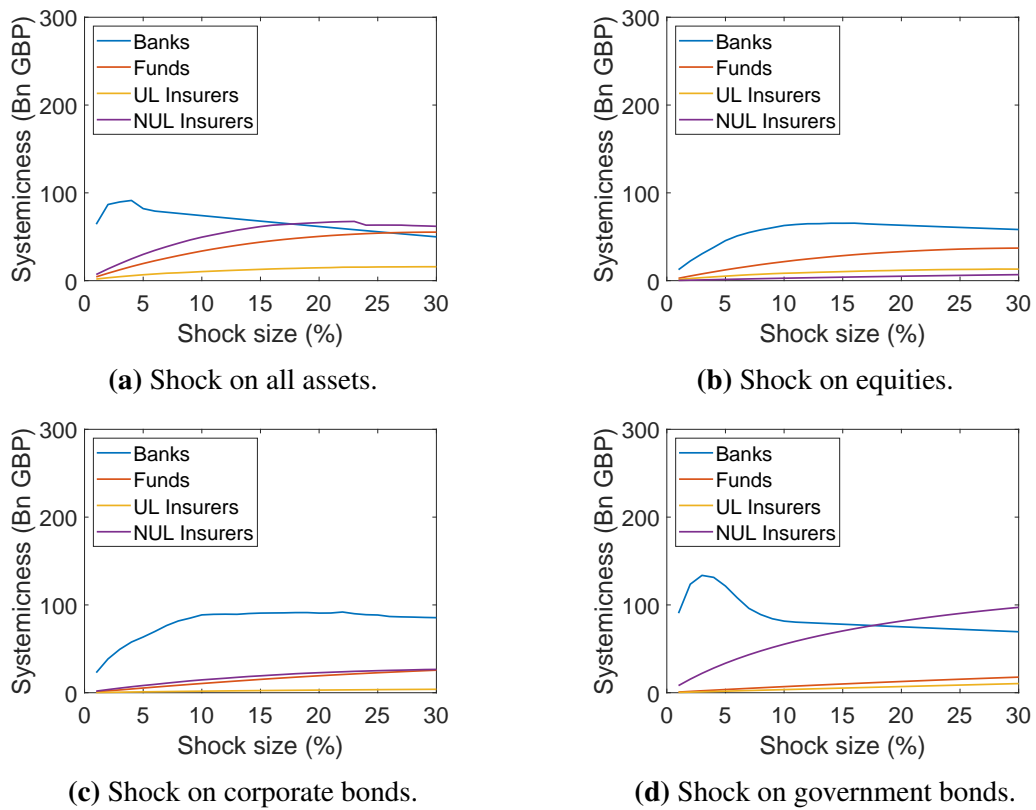 300
200
100
0
Systemicness (Bn GBP)
Banks
Funds
UL Insurers
NUL Insurers
0 5 10 15 20 25 30
Shock size (%)
(a) Shock on all assets.
300
200
100
0
Systemicness (Bn GBP)
Banks
Funds
UL Insurers
NUL Insurers
0 5 10 15 20 25 30
Shock size (%)
(b) Shock on equities.
300
200
100
0
Systemicness (Bn GBP)
Banks
Funds
UL Insurers
NUL Insurers
0 5 10 15 20 25 30
Shock size (%)
(c) Shock on corporate bonds.
300
200
100
0
Systemicness (Bn GBP)
Banks
Funds
UL Insurers
NUL Insurers
0 5 10 15 20 25 30
Shock size (%)
(d) Shock on government bonds.